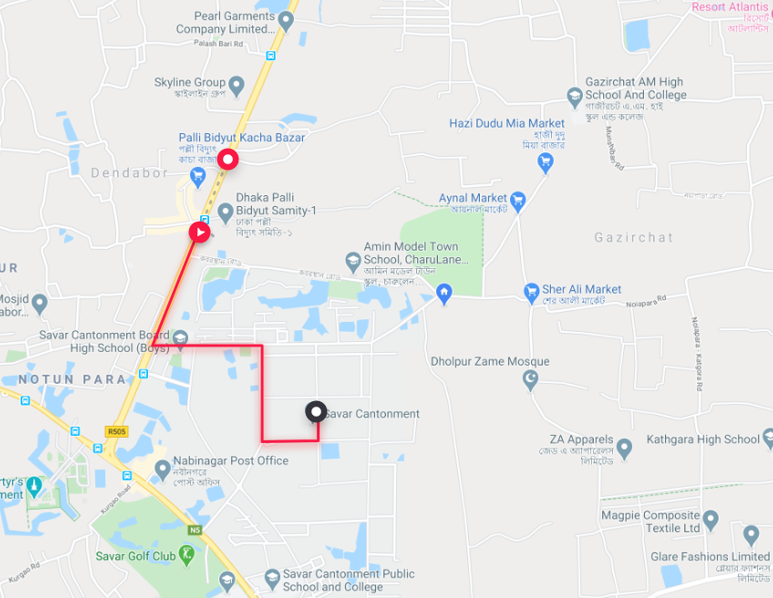 Pearl Garments
Company Limited...
Palash Bari Rd
Resort Atlantis
রিসোর্ট
আটলান্টিস
Skyline Group
স্কাইলাইন গ্রুপ
Gazirchat AM High
School And College
গাজীরচট এ.এম. হাই
স্কুল এন্ড কলেজ
Munshibari Rd
Hazi Dudu Mia Market
হাজী দুদু
মিয়া বাজার
Palli Bidyut Kacha Bazar
পল্লী বিদ্যুৎ
কাচা বাজার
Dendabor
Dhaka Palli
Bidyut Samity-1
ঢাকা পল্লী
বিদ্যুৎ সমিতি-১
Aynal Market
আয়নাল মার্কেট
Gazirchat
Amin Model Town
School, CharuLane...
আমিন মডেল টাউন
স্কুল, চারুলেন...
UR
Mosjid
abor...
Sher Ali Market
শের আলী মার্কেট
Nolapara Rd
Nolapara - Katgora Rd
Savar Cantonment Board
High School (Boys)
NOTUN PARA
Dholpur Zame Mosque
Savar Cantonment
R505
ZA Apparels
জেড এ অ্যাপারেলস
লিমিটেড
Kathgara High School
Nabinagar Post Office
নবীনগর
পোস্ট অফিস
rtyr's
ment
Kurgao Road
N5
Magpie Composite
Textile Ltd
Savar Golf Club
Glare Fashions Limited
গ্লেয়ার ফ্যাশনস
লিমিটেড
Kurgao Rd
Savar Cantonment Public
School and College